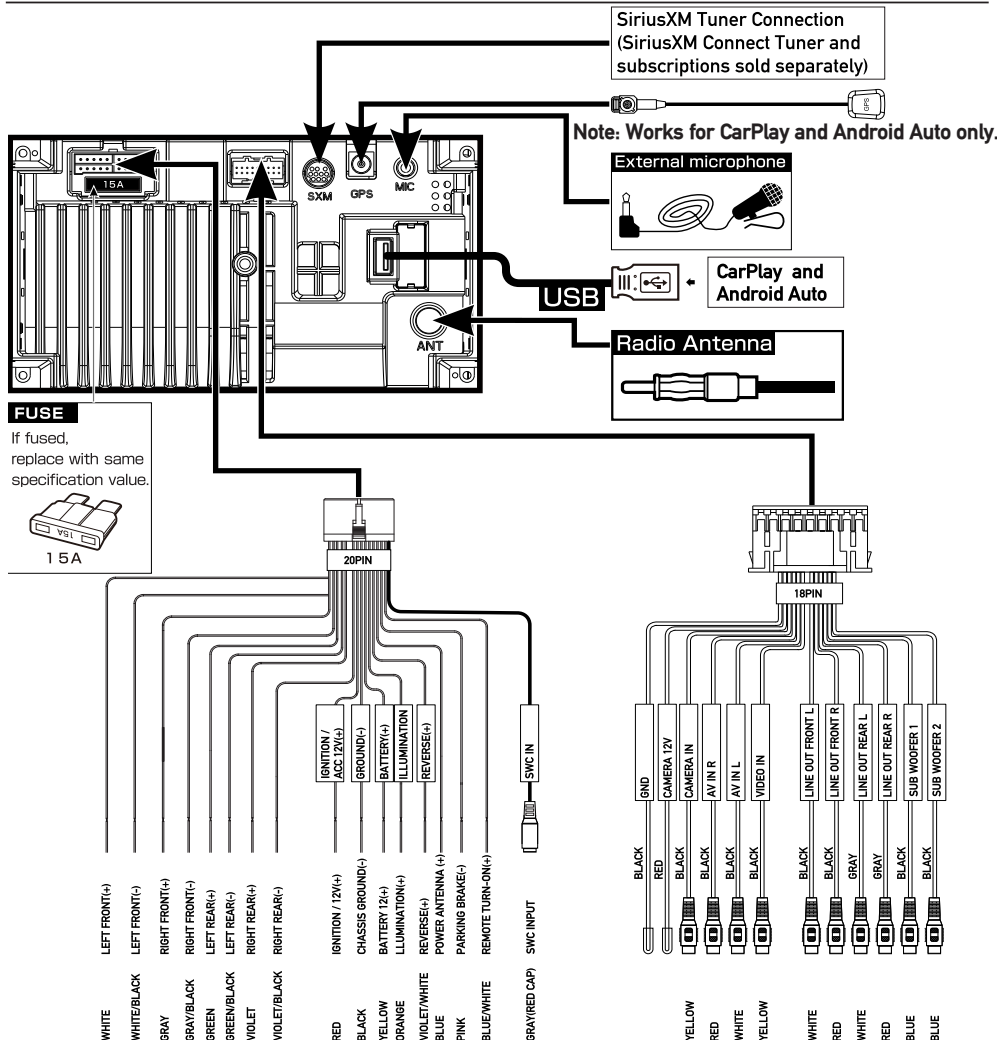 SiriusXM Tuner Connection
(SiriusXM Connect Tuner and
subscriptions sold separately)
GPS
Note: Works for CarPlay and Android Auto only.
External microphone
15A
SXM
GPS
MIC
USB
CarPlay and
Android Auto
ANT
Radio Antenna
FUSE
If fused,
replace with same
specification value.
15A
15A
20PIN
18PIN
IGNITION /
ACC 12V(+)
GROUND(-)
BATTERY(+)
ILLUMINATION
REVERSE(+)
SWC IN
GND
CAMERA 12V
CAMERA IN
AV IN R
AV IN L
VIDEO IN
LINE OUT FRONT L
LINE OUT FRONT R
LINE OUT REAR L
LINE OUT REAR R
SUB WOOFER 1
SUB WOOFER 2
BLACK
RED
BLACK
BLACK
BLACK
BLACK
BLACK
BLACK
GRAY
GRAY
BLACK
BLACK
WHITE LEFT FRONT(+)
WHITE/BLACK LEFT FRONT(-)
GRAY RIGHT FRONT(+)
GRAY/BLACK RIGHT FRONT(-)
GREEN LEFT REAR(+)
GREEN/BLACK LEFT REAR(-)
VIOLET RIGHT REAR(+)
VIOLET/BLACK RIGHT REAR(-)
RED IGNITION / 12V(+)
BLACK CHASSIS GROUND(-)
YELLOW BATTERY 12(+)
ORANGE LLUMINATION(+)
VIOLET/WHITE REVERSE(+)
BLUE POWER ANTENNA (+)
PINK PARKING BRAKE(-)
BLUE/WHITE REMOTE TURN-ON(+)
GRAY(RED CAP) SWC INPUT
YELLOW
RED
WHITE
YELLOW
WHITE
RED
WHITE
RED
BLUE
BLUE